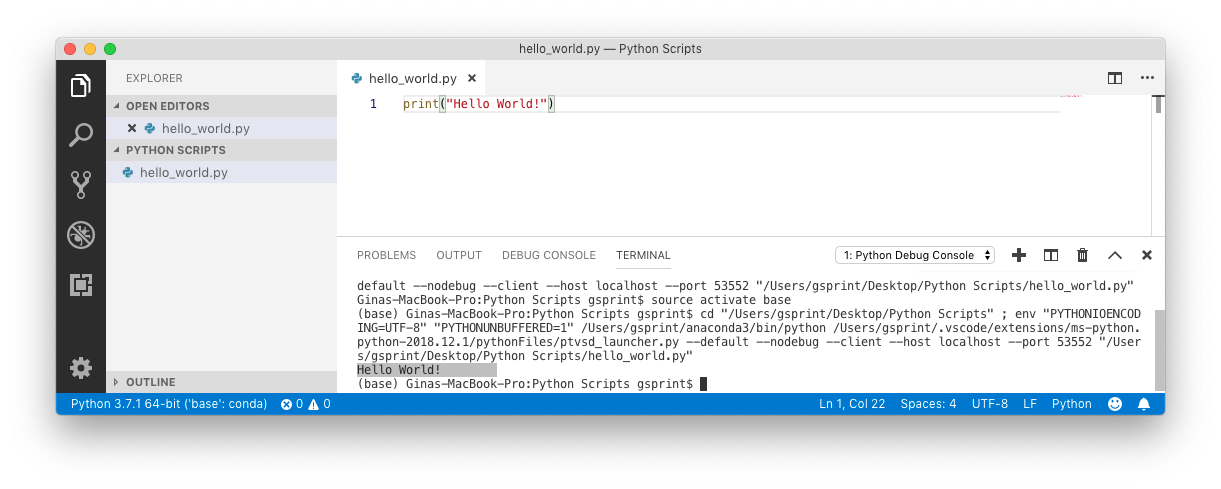 hello_world.py — Python Scripts
EXPLORER
OPEN EDITORS
hello_world.py
PYTHON SCRIPTS
hello_world.py
OUTLINE
hello_world.py
1 print("Hello World!")
PROBLEMS OUTPUT DEBUG CONSOLE TERMINAL 1: Python Debug Console
default --nodebug --client --host localhost --port 53552 "/Users/gsprint/Desktop/Python Scripts/hello_world.py"
Ginas-MacBook-Pro:Python Scripts gsprint$ source activate base
(base) Ginas-MacBook-Pro:Python Scripts gsprint$ cd "/Users/gsprint/Desktop/Python Scripts" ; env "PYTHONIOENCOD
ING=UTF-8" "PYTHONUNBUFFERED=1" /Users/gsprint/anaconda3/bin/python /Users/gsprint/.vscode/extensions/ms-python.
python-2018.12.1/pythonFiles/ptvsd_launcher.py --default --nodebug --client --host localhost --port 53552 "/User
s/gsprint/Desktop/Python Scripts/hello_world.py"
Hello World!
(base) Ginas-MacBook-Pro:Python Scripts gsprint$
Python 3.7.1 64-bit ('base': conda) 0 0 Ln 1, Col 22 Spaces: 4 UTF-8 LF Python